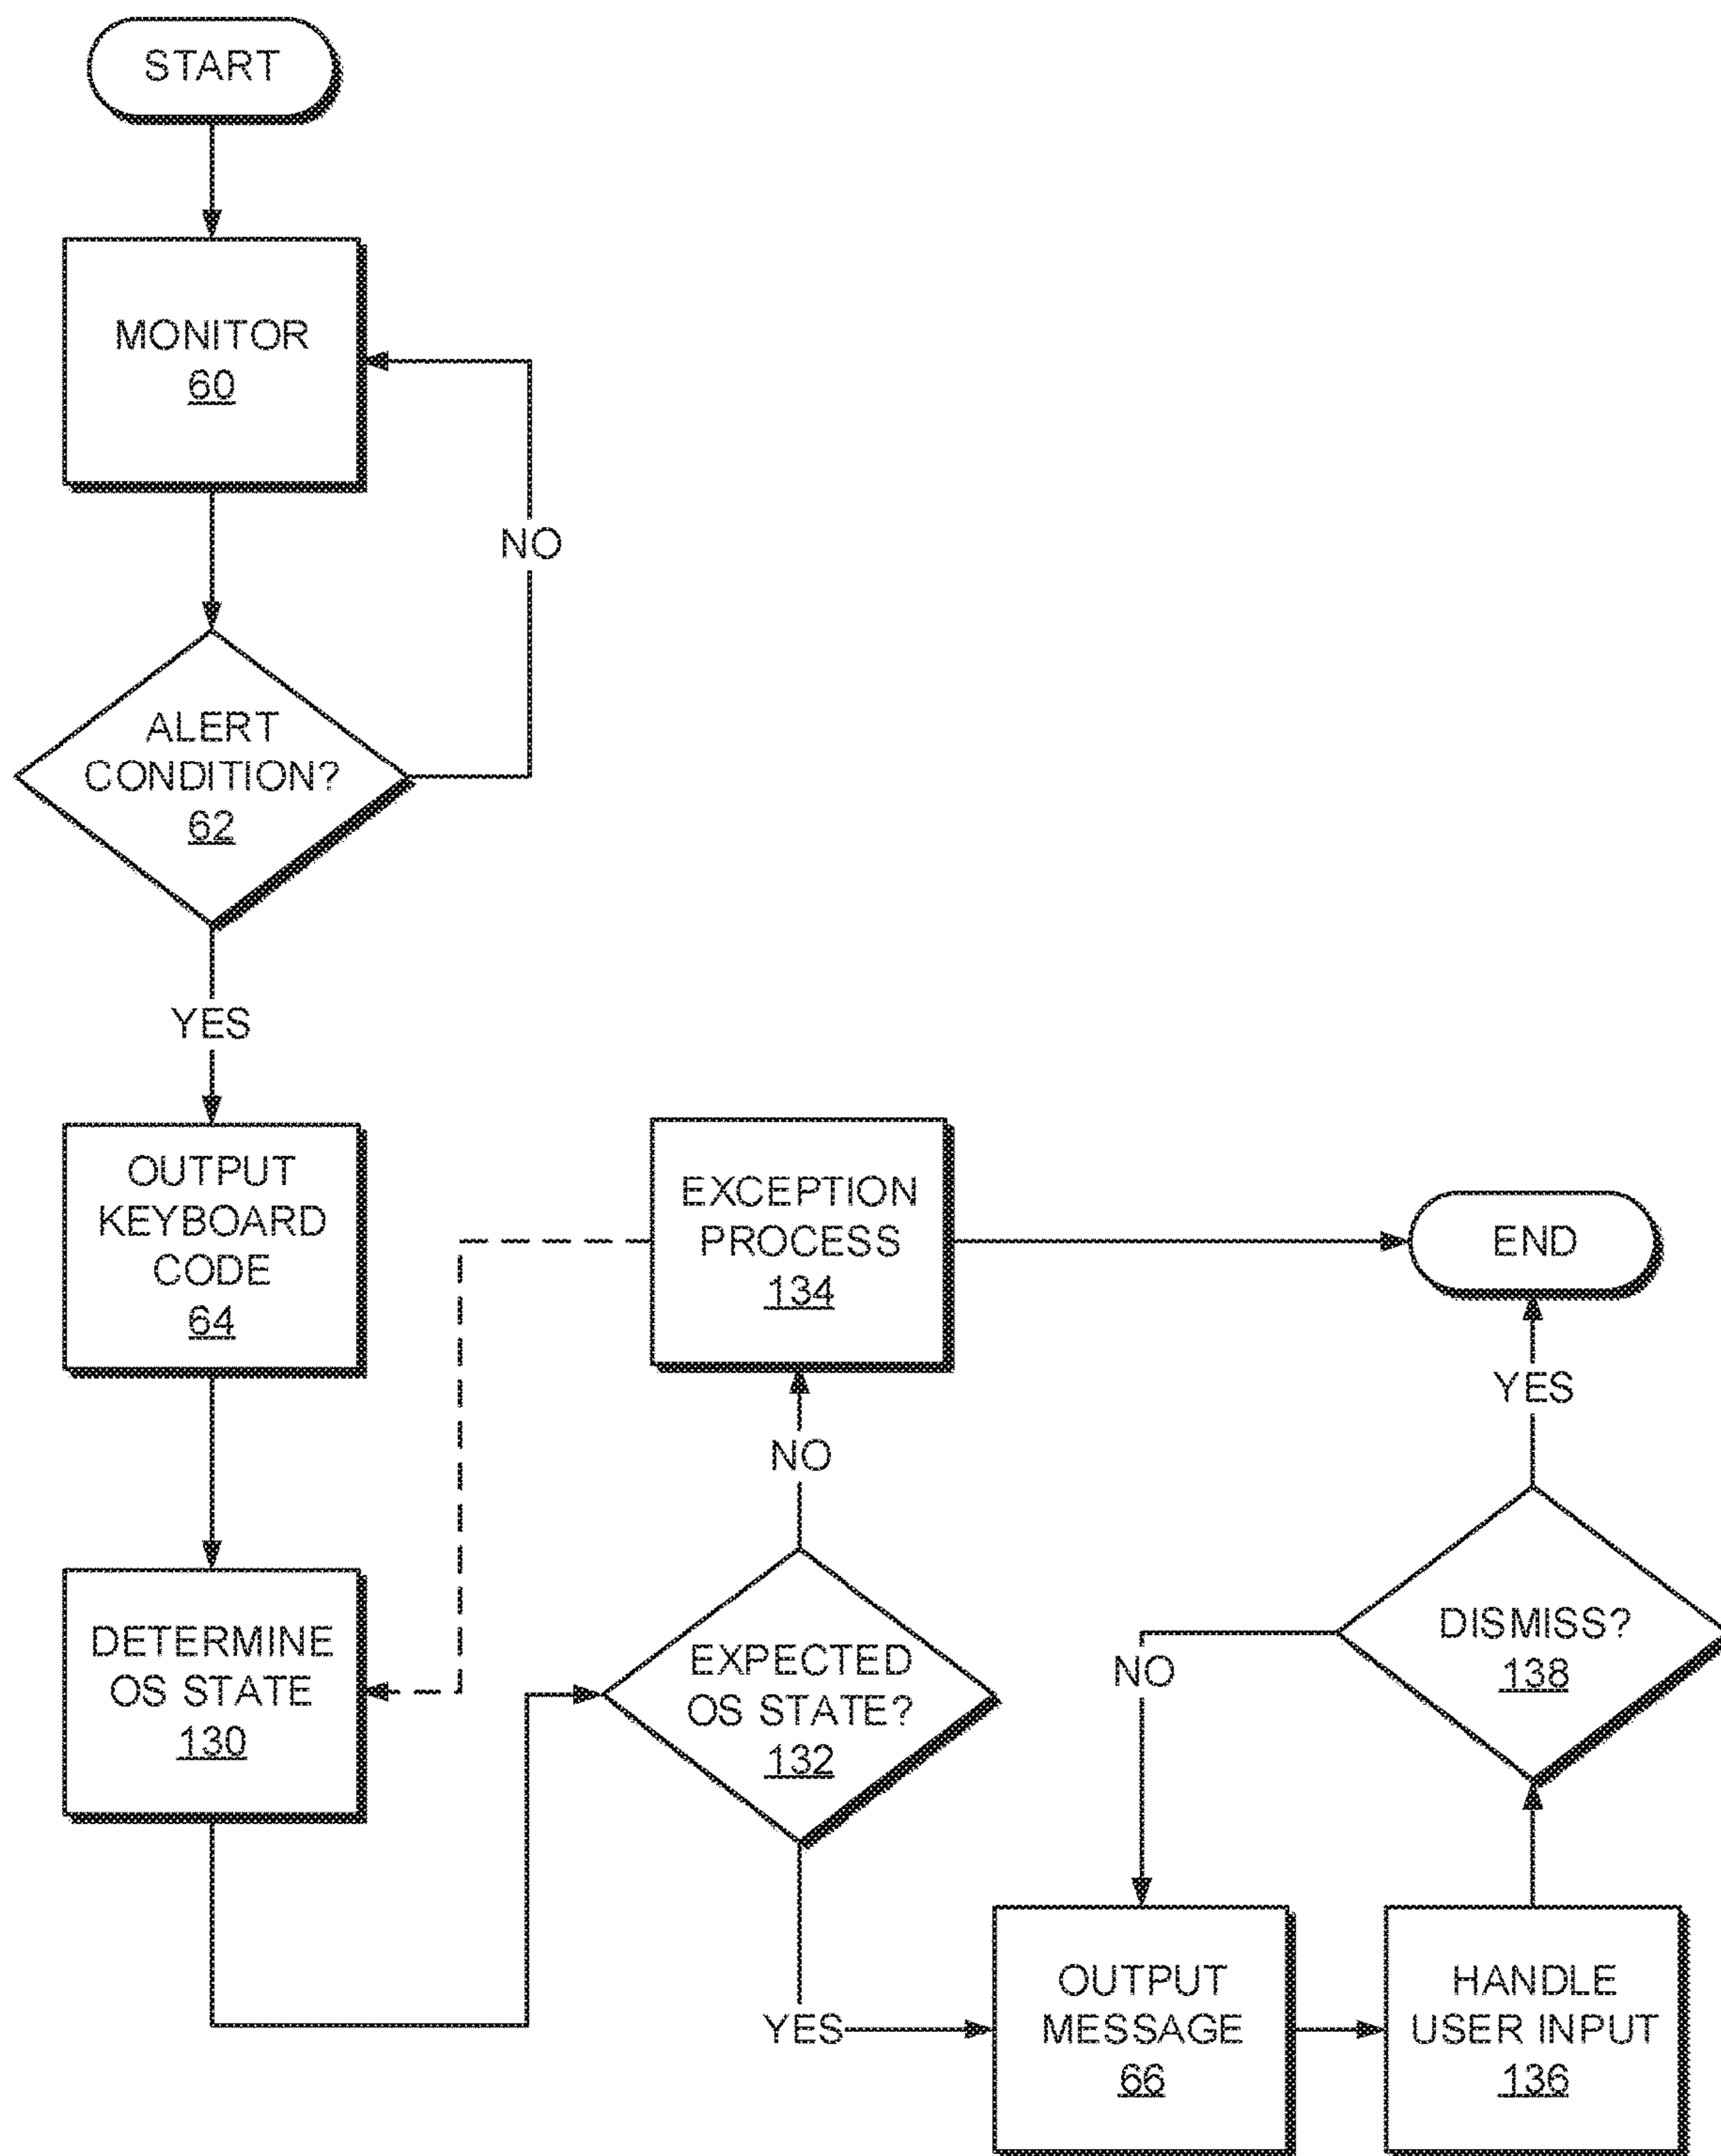 START
MONITOR
60
NO
ALERT
CONDITION?
62
YES
OUTPUT
KEYBOARD
CODE
64
DETERMINE
OS STATE
130
EXPECTED
OS STATE?
132
NO
EXCEPTION
PROCESS
134
YES
OUTPUT
MESSAGE
66
HANDLE
USER INPUT
136
DISMISS?
138
NO
YES
END